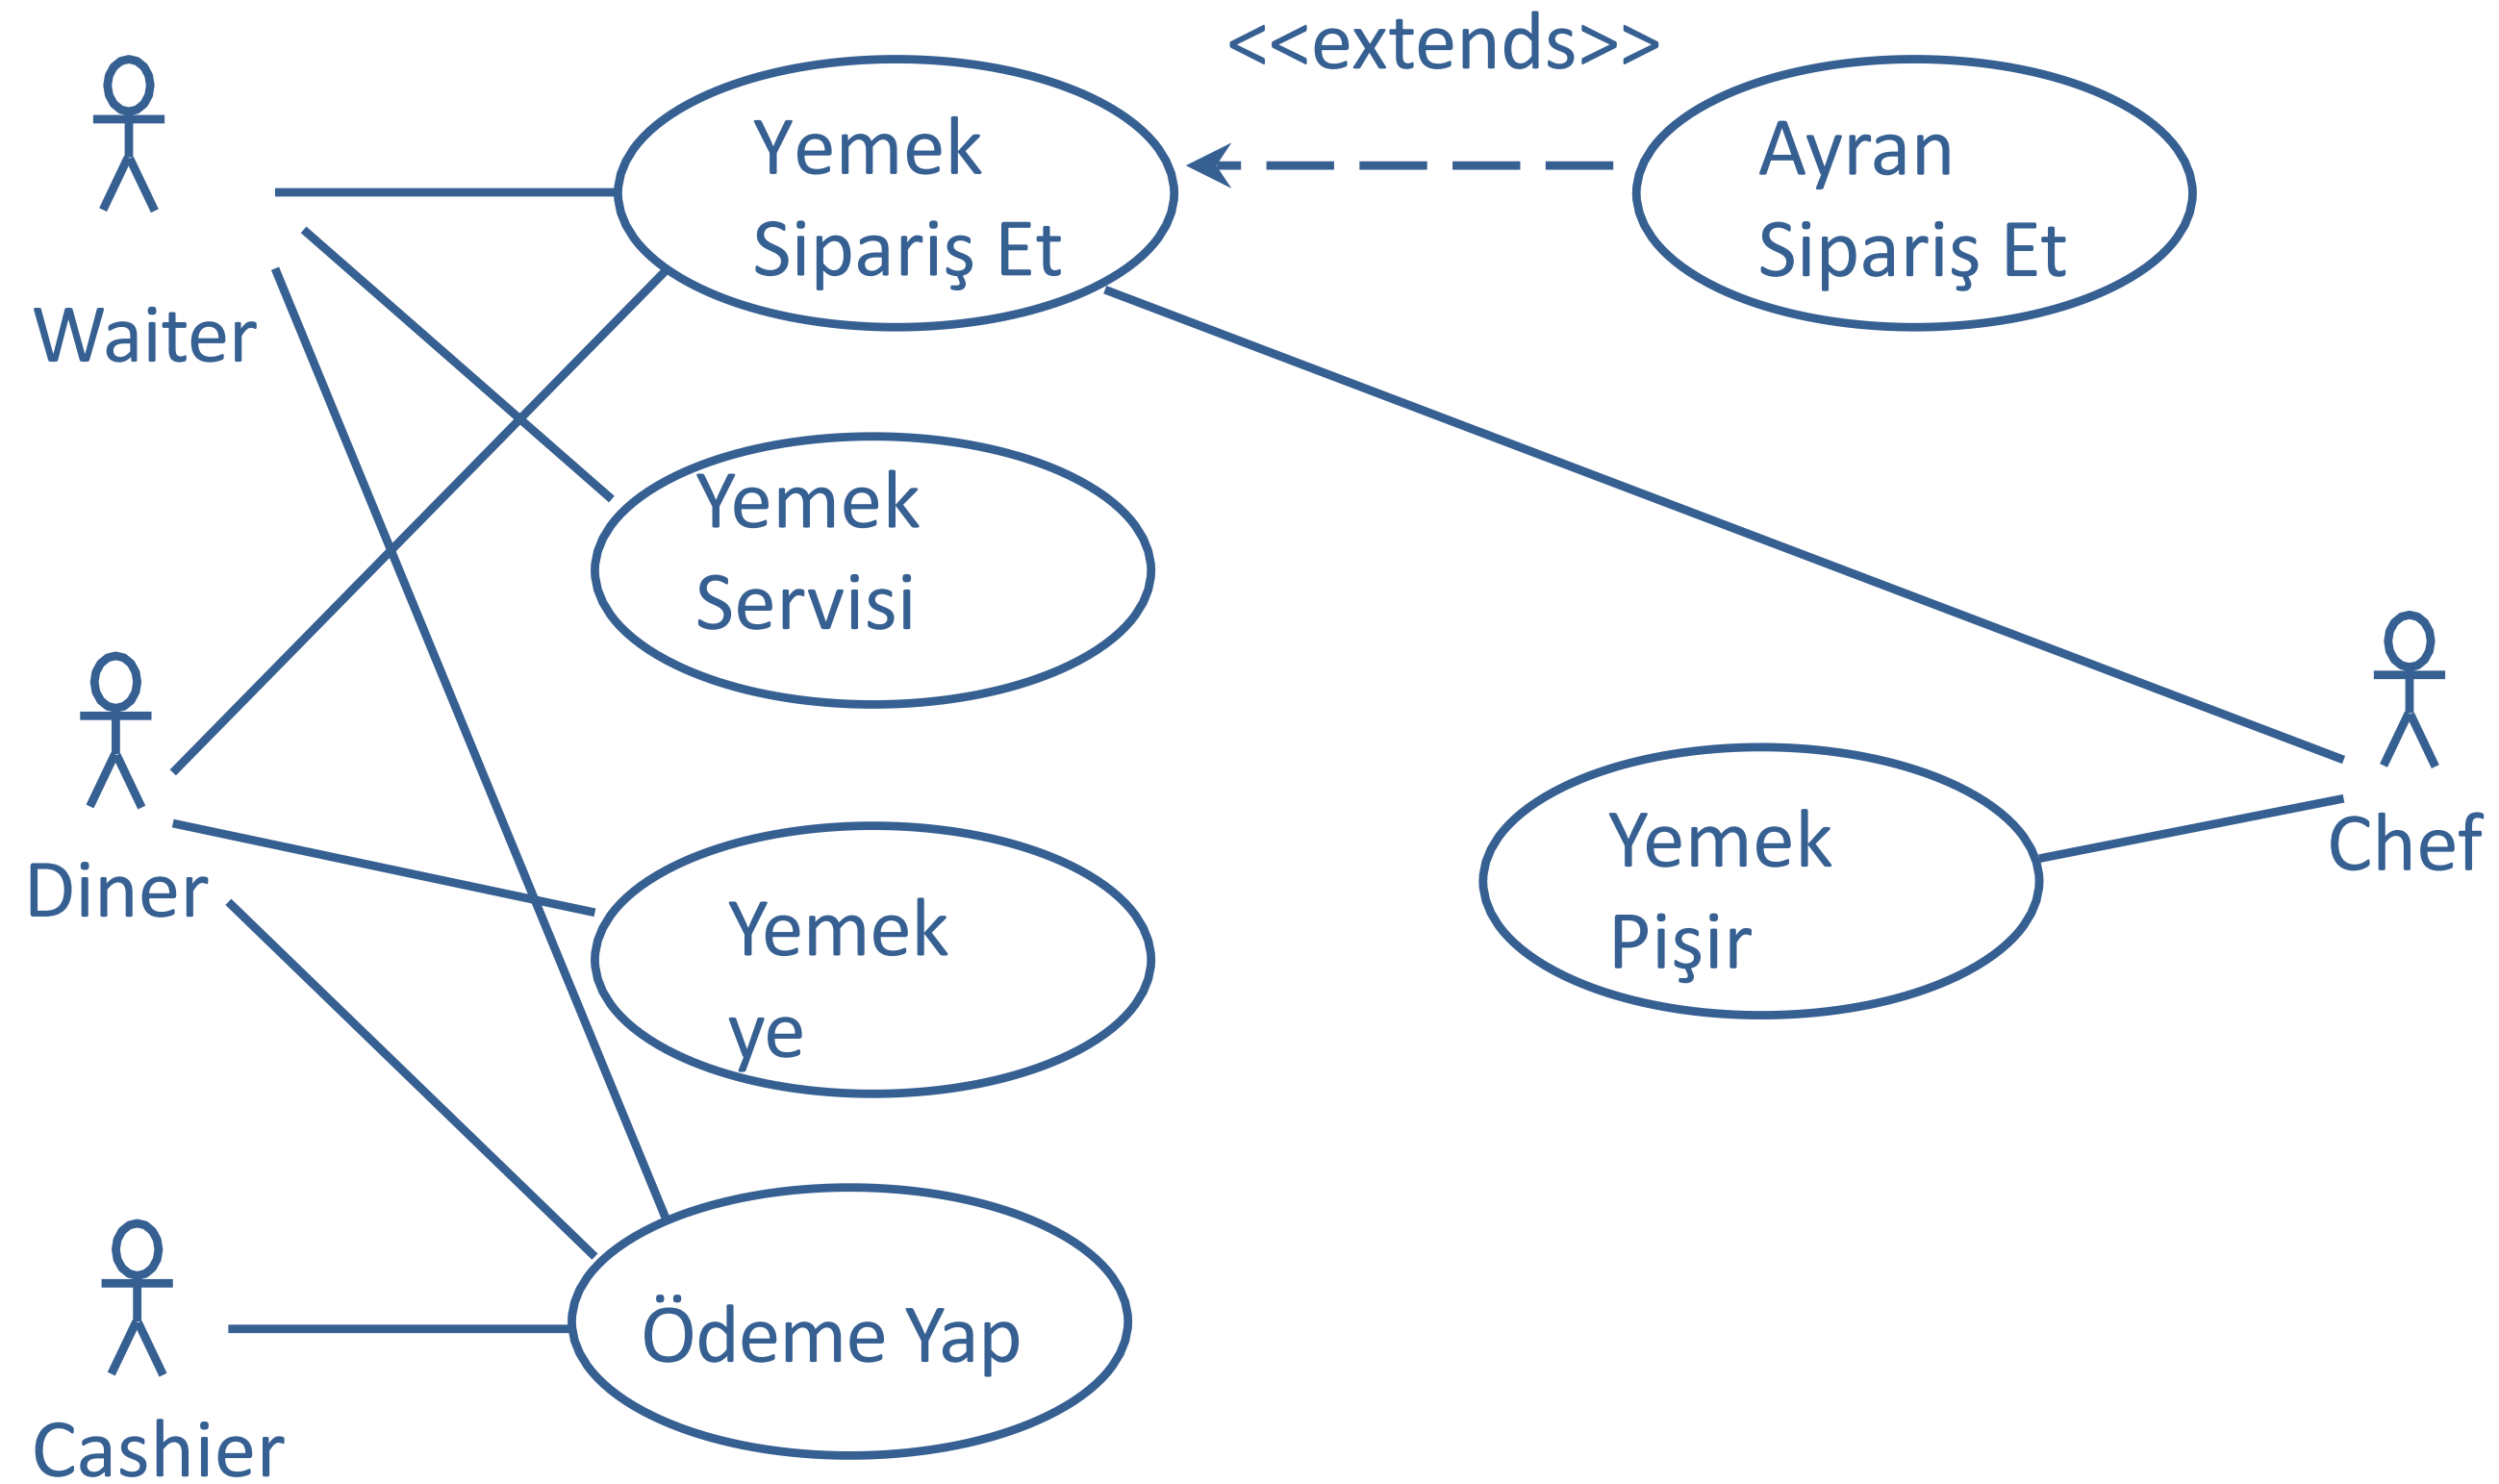 <<extends>>
Yemek
Sipariş Et
Ayran
Sipariş Et
Waiter
Yemek
Servisi
Diner
Yemek
ye
Yemek
Pişir
Chef
Ödeme Yap
Cashier